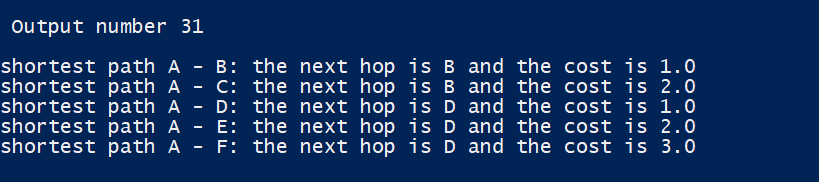 Output number 31
shortest path A - B: the next hop is B and the cost is 1.0
shortest path A - C: the next hop is B and the cost is 2.0
shortest path A - D: the next hop is D and the cost is 1.0
shortest path A - E: the next hop is D and the cost is 2.0
shortest path A - F: the next hop is D and the cost is 3.0